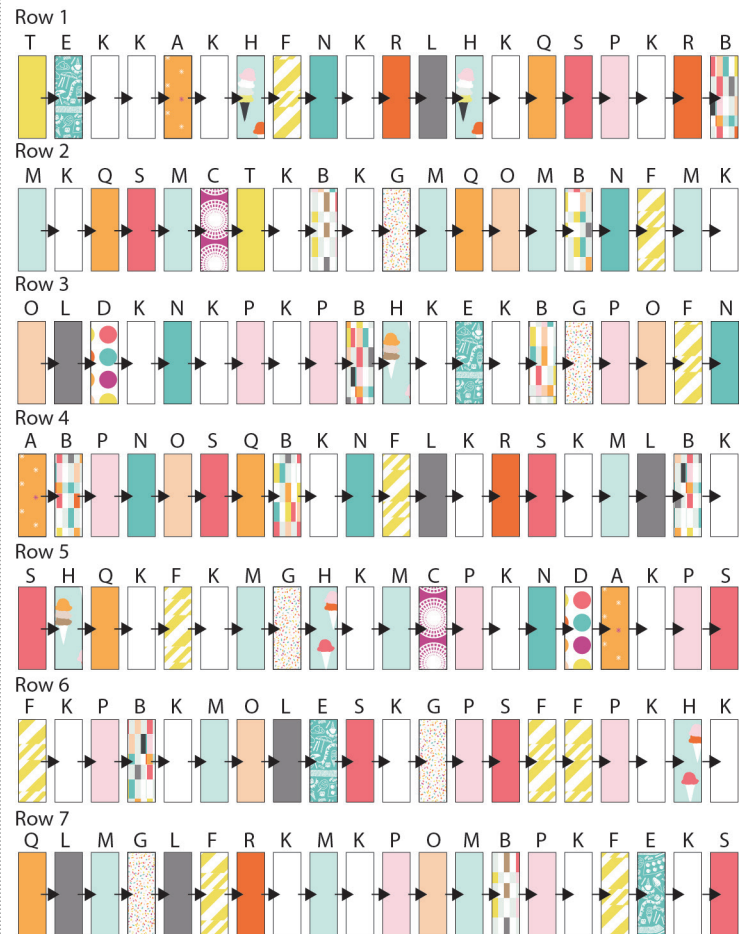 Row 1
T E K K A K H F N K R L H K Q S P K R B
Row 2
M K Q S M C T K B K G M Q O M B N F M K
Row 3
O L D K N K P K P B H K E K B G P O F N
Row 4
A B P N O S Q B K N F L K R S K M L B K
Row 5
S H Q K F K M G H K M C P K N D A K P S
Row 6
F K P B K M O L E S K G P S F F P K H K
Row 7
Q L M G L F R K M K P O M B P K F E K S